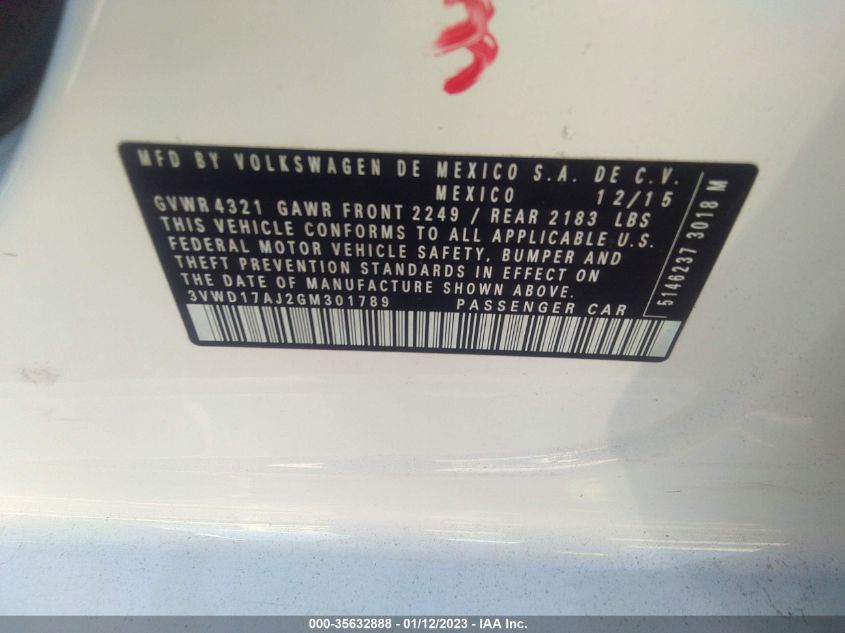 3
MFD BY VOLKSWAGEN DE MEXICO S.A. DE C.V.
MEXICO 12/15
GVWR 4321 GAWR FRONT 2249 / REAR 2183 LBS
THIS VEHICLE CONFORMS TO ALL APPLICABLE U.S.
FEDERAL MOTOR VEHICLE SAFETY, BUMPER AND
THEFT PREVENTION STANDARDS IN EFFECT ON
THE DATE OF MANUFACTURE SHOWN ABOVE.
3VWD17AJ2GM301789 PASSENGER CAR
5146237 3018 M
000-35632888 - 01/12/2023 - IAA Inc.